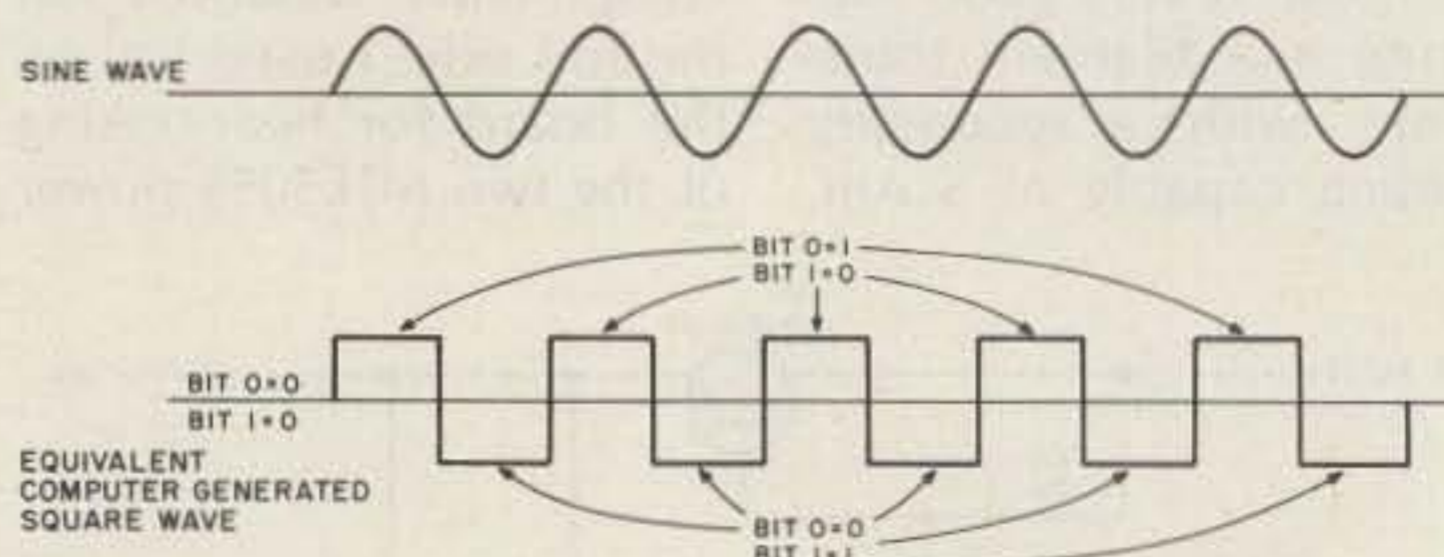 SINE WAVE
BIT 0=1
BIT 1=0
BIT 0=0
BIT 1=0
EQUIVALENT
COMPUTER GENERATED
SQUARE WAVE
BIT 0=0
BIT 1=1